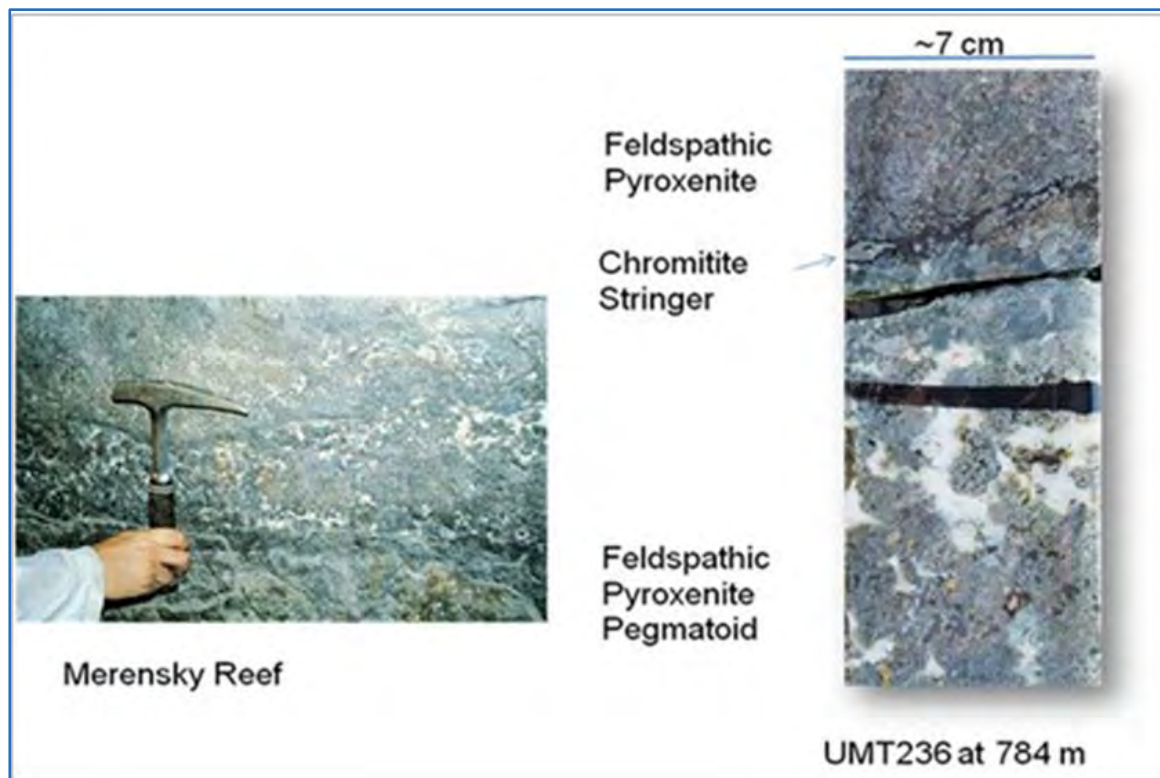 ~7 cm
Feldspathic
Pyroxenite
Chromitite
Stringer
Feldspathic
Pyroxenite
Pegmatoid
Merensky Reef
UMT236 at 784 m